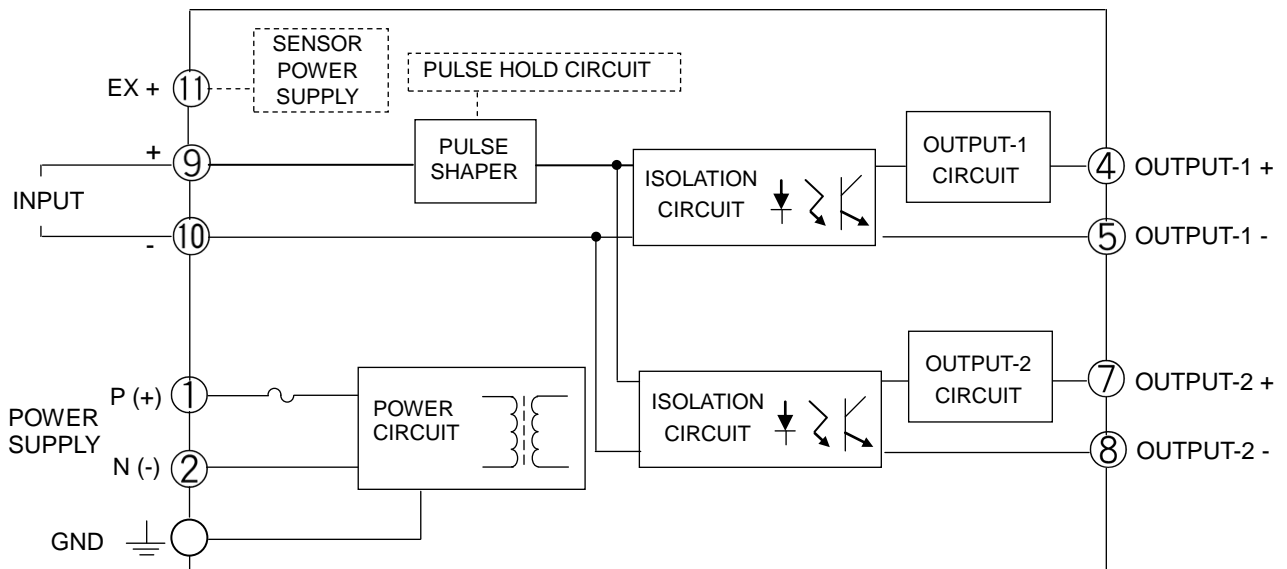 SENSOR
POWER
SUPPLY
PULSE HOLD CIRCUIT
EX +
11
+
9
PULSE
SHAPER
INPUT
-
10
ISOLATION
CIRCUIT
OUTPUT-1
CIRCUIT
4
OUTPUT-1 +
5
OUTPUT-1 -
P (+)
1
POWER
SUPPLY
N (-)
2
GND
POWER
CIRCUIT
ISOLATION
CIRCUIT
OUTPUT-2
CIRCUIT
7
OUTPUT-2 +
8
OUTPUT-2 -